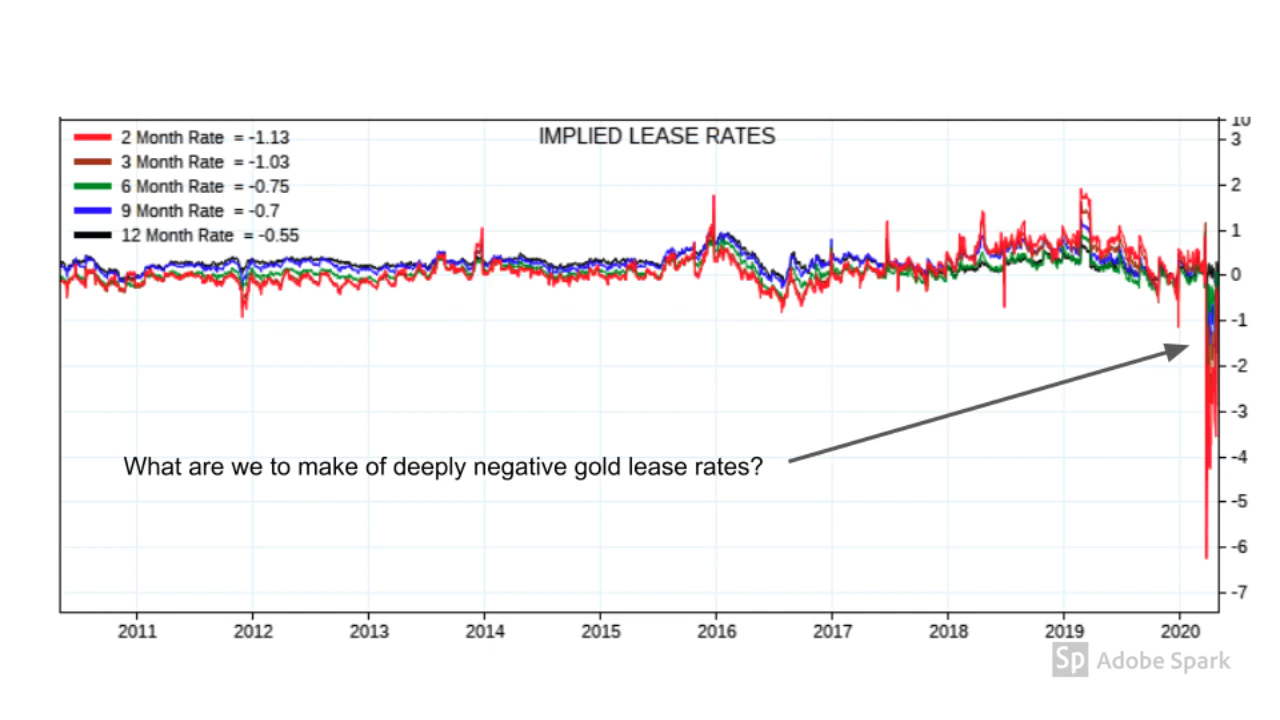 IMPLIED LEASE RATES
2 Month Rate = -1.13
3 Month Rate = -1.03
6 Month Rate = -0.75
9 Month Rate = -0.7
12 Month Rate = -0.55
10
3
2
1
0
-1
-2
-3
-4
-5
-6
-7
What are we to make of deeply negative gold lease rates?
2011 2012 2013 2014 2015 2016 2017 2018 2019 2020
Sp Adobe Spark